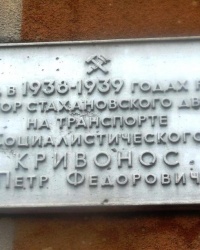 в 1938-1939 годах
стахановского
на транспорте
социалистического
Кривонос
Петр Федорович